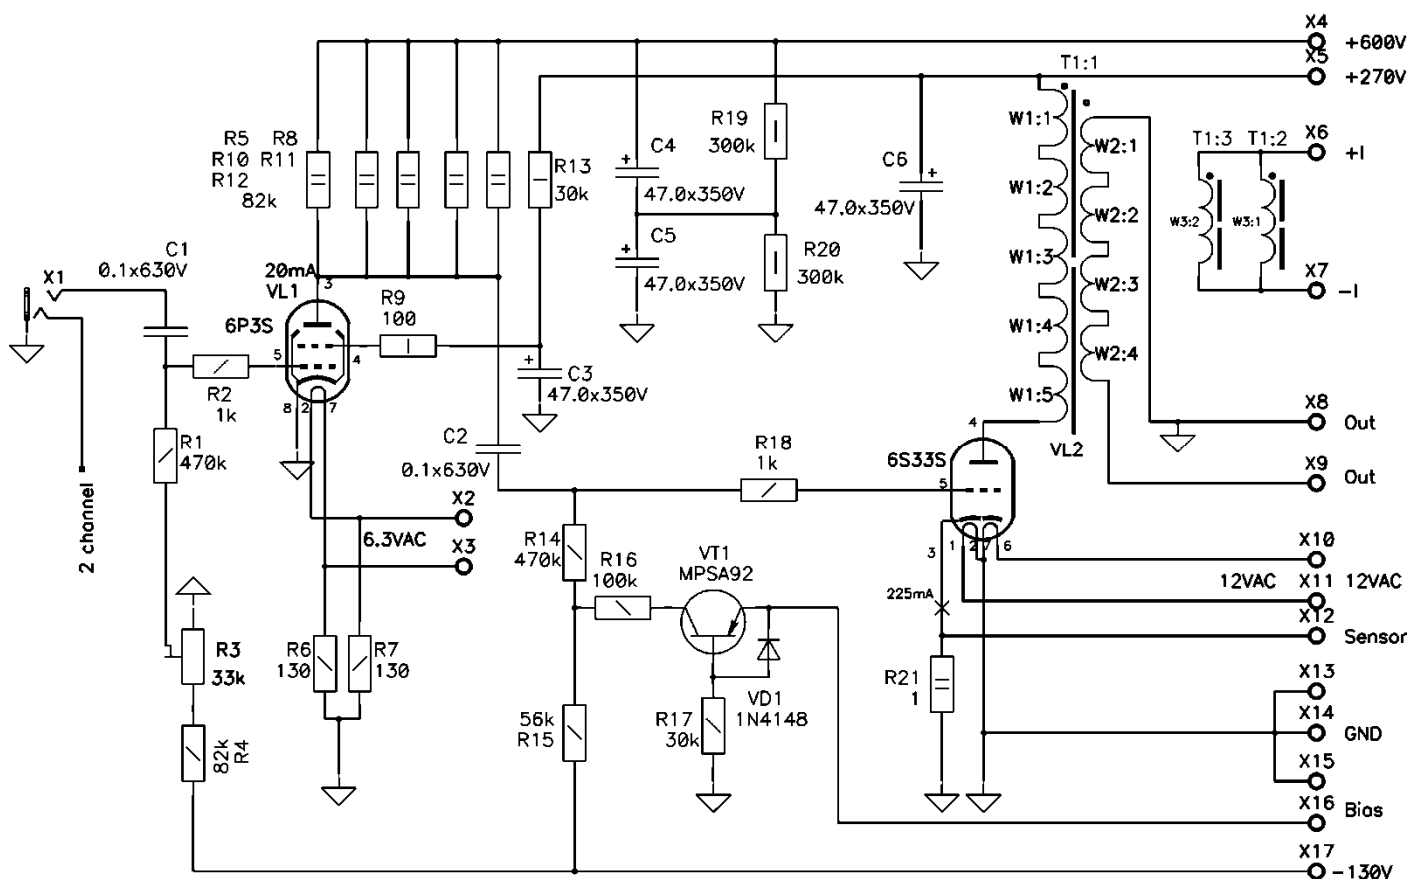 X4
+600V
X5
+270V
T1:1
W1:1
W1:2
W1:3
W1:4
W1:5
W2:1
W2:2
W2:3
W2:4
T1:3
T1:2
W3:2
W3:1
X6
+I
X7
-I
R5
R8
R10
R11
R12
82k
R13
30k
C4
47.0x350V
C5
47.0x350V
R19
300k
R20
300k
C6
47.0x350V
C1
0.1x630V
X1
20mA
VL1
3
6P3S
5
4
8
2
7
R9
100
C3
47.0x350V
R2
1k
R1
470k
C2
0.1x630V
2 channel
X2
6.3VAC
X3
R3
33k
82k
R4
R6
130
R7
130
R14
470k
R16
100k
VT1
MPSA92
56k
R15
R17
30k
VD1
1N4148
R18
1k
6S33S
4
VL2
5
3
1
2
7
6
225mA
R21
1
X8
Out
X9
Out
X10
12VAC
X11
12VAC
X12
Sensor
X13
X14
GND
X15
X16
Bias
X17
-130V